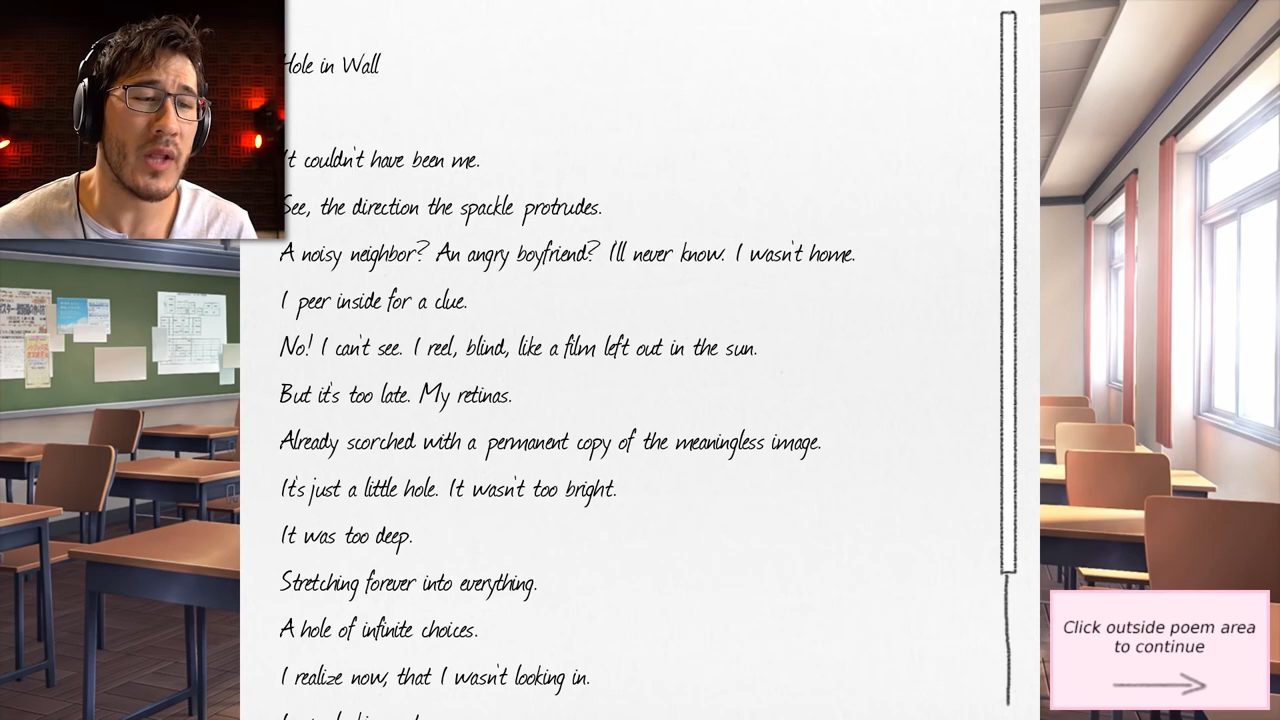 Hole in Wall
It couldn't have been me.
See, the direction the spackle protrudes.
A noisy neighbor? An angry boyfriend? I'll never know. I wasn't home.
I peer inside for a clue.
No! I can't see. I reel, blind, like a film left out in the sun.
But it's too late. My retinas.
Already scorched with a permanent copy of the meaningless image.
It's just a little hole. It wasn't too bright.
It was too deep.
Stretching forever into everything.
A hole of infinite choices.
I realize now, that I wasn't looking in.
Click outside poem area
to continue